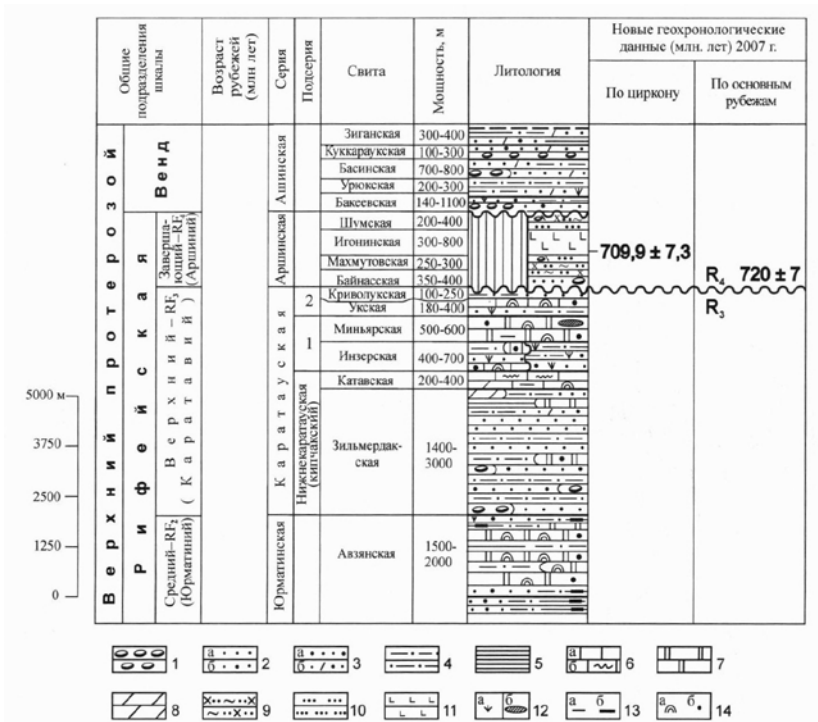 Общие
подразделения
шкалы
Возраст
рубежей
(млн лет)
Серия
Подсерия
Свита
Мощность, м
Литология
Новые геохронологические
данные (млн. лет) 2007 г.
По циркону
По основным
рубежам
Верхний протерозой
Рифейская
Венд
Заверша-
ющий–RF4
(Аршиний)
Верхний–RF3
(Каратавий)
Средний–RF2
(Юрматиний)
Ашинская
Аршинская
Каратауская
Юрматинская
2
1
Нижнекаратауская
(кипчакский)
Зиганская 300-400
Куккараукская 100-300
Басинская 700-800
Урюкская 200-300
Бакеевская 140-1100
Шумская 200-400
Игонинская 300-800
Махмутовская 250-300
Байнасская 350-400
Криволукская 100-250
Укская 180-400
Миньярская 500-600
Инзерская 400-700
Катавская 200-400
Зильмердак-
ская
1400-
3000
Авзянская
1500-
2000
709,9 ± 7,3
R4 720 ± 7
R3
5000 м
3750
2500
1250
0
1
а
б
2
а
б
3
4
5
а
б
6
7
8
9
10
11
а
б
12
а
б
13
а
б
14